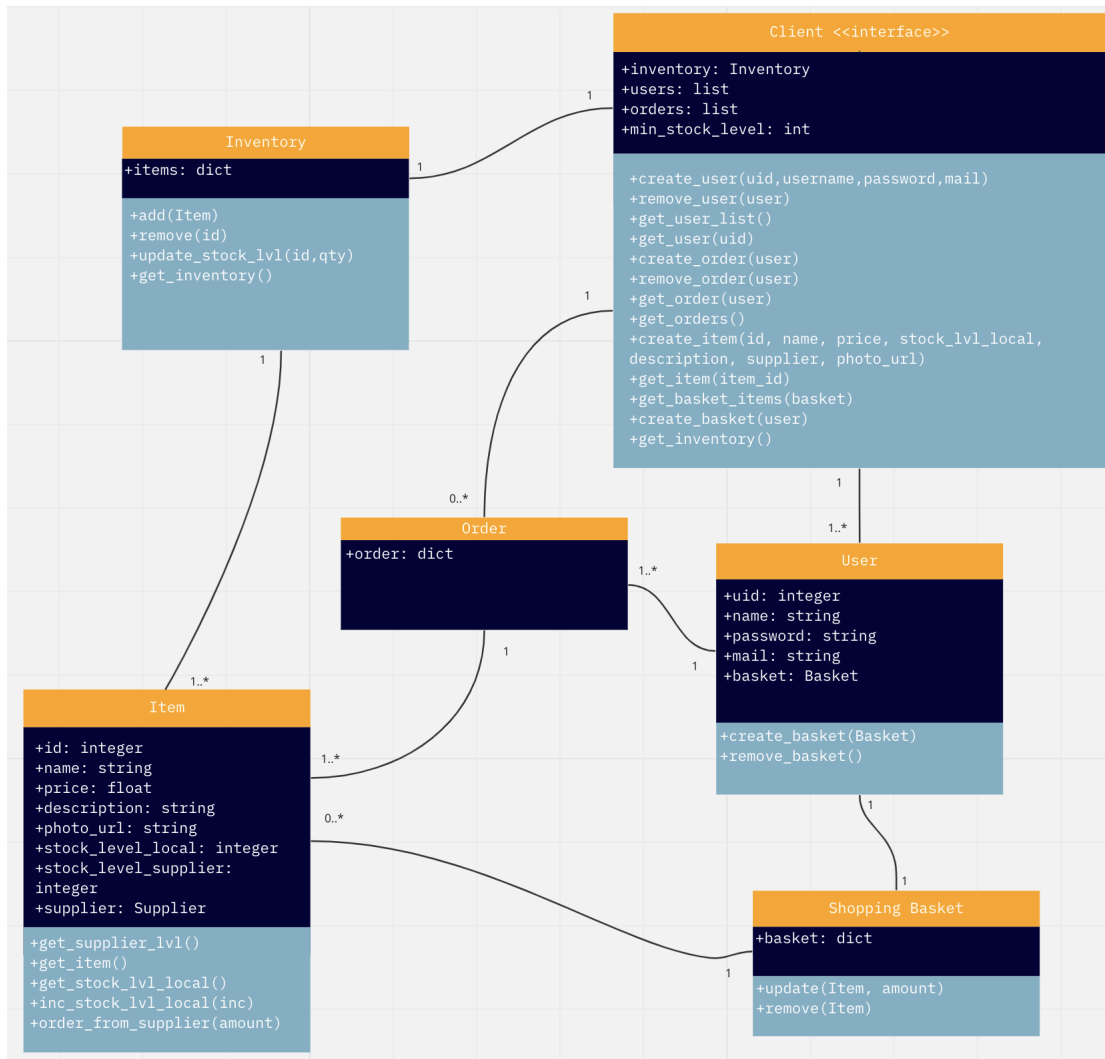 Client <<interface>>
+inventory: Inventory
+users: list
+orders: list
+min_stock_level: int
+create_user(uid,username,password,mail)
+remove_user(user)
+get_user_list()
+get_user(uid)
+create_order(user)
+remove_order(user)
+get_order(user)
+get_orders()
+create_item(id, name, price, stock_lvl_local,
description, supplier, photo_url)
+get_item(item_id)
+get_basket_items(basket)
+create_basket(user)
+get_inventory()
1
1
Inventory
+items: dict
+add(Item)
+remove(id)
+update_stock_lvl(id,qty)
+get_inventory()
1
1
0..*
1
1..*
Order
+order: dict
1..*
1
1
User
+uid: integer
+name: string
+password: string
+mail: string
+basket: Basket
+create_basket(Basket)
+remove_basket()
1..*
Item
+id: integer
+name: string
+price: float
+description: string
+photo_url: string
+stock_level_local: integer
+stock_level_supplier:
integer
+supplier: Supplier
+get_supplier_lvl()
+get_item()
+get_stock_lvl_local()
+inc_stock_lvl_local(inc)
+order_from_supplier(amount)
1..*
0..*
1
1
1
Shopping Basket
+basket: dict
+update(Item, amount)
+remove(Item)